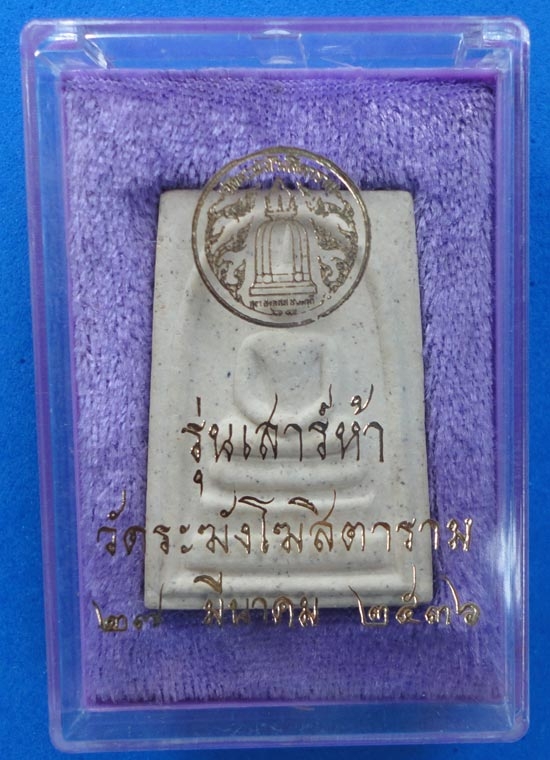 รุ่นเสาร์ห้า
วัดระฆังโฆสิตาราม
๒๗ มีนาคม ๒๕๓๖